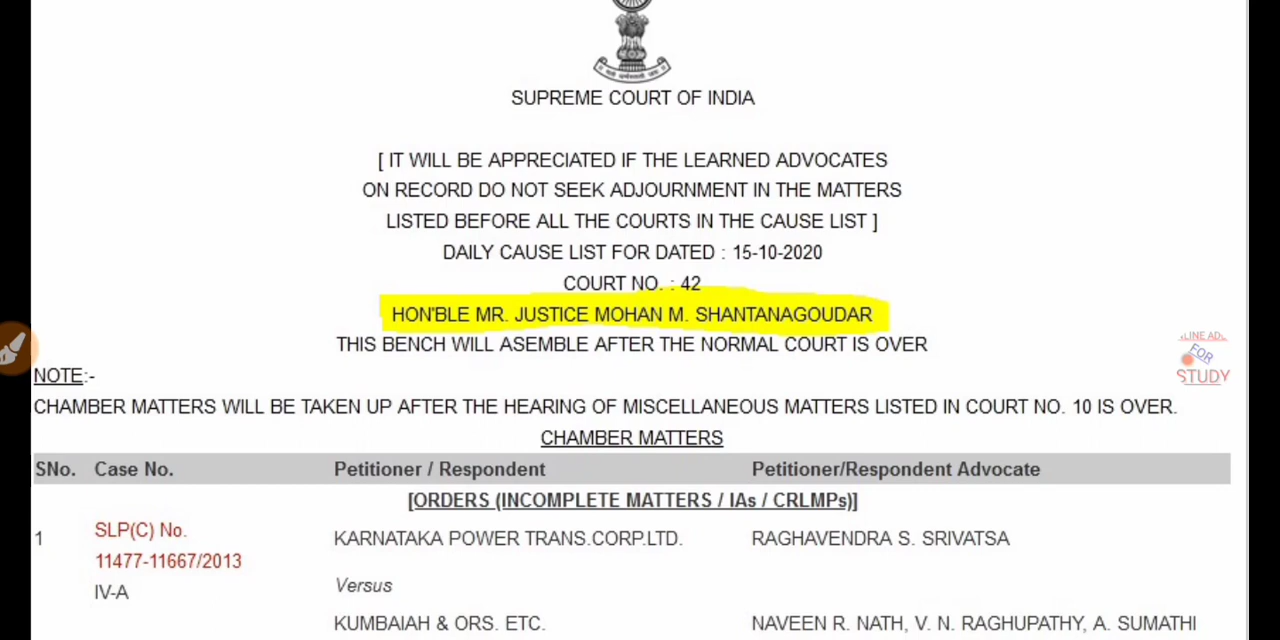 SUPREME COURT OF INDIA
[ IT WILL BE APPRECIATED IF THE LEARNED ADVOCATES
ON RECORD DO NOT SEEK ADJOURNMENT IN THE MATTERS
LISTED BEFORE ALL THE COURTS IN THE CAUSE LIST ]
DAILY CAUSE LIST FOR DATED : 15-10-2020
COURT NO. : 42
HON'BLE MR. JUSTICE MOHAN M. SHANTANAGOUDAR
THIS BENCH WILL ASEMBLE AFTER THE NORMAL COURT IS OVER
FOR
STUDY
NOTE:-
CHAMBER MATTERS WILL BE TAKEN UP AFTER THE HEARING OF MISCELLANEOUS MATTERS LISTED IN COURT NO. 10 IS OVER.
CHAMBER MATTERS
SNo. Case No. Petitioner / Respondent Petitioner/Respondent Advocate
[ORDERS (INCOMPLETE MATTERS / IAs / CRLMPs)]
1 SLP(C) No. KARNATAKA POWER TRANS.CORP.LTD. RAGHAVENDRA S. SRIVATSA
11477-11667/2013
IV-A Versus
KUMBAIAH & ORS. ETC. NAVEEN R. NATH, V. N. RAGHUPATHY, A. SUMATHI